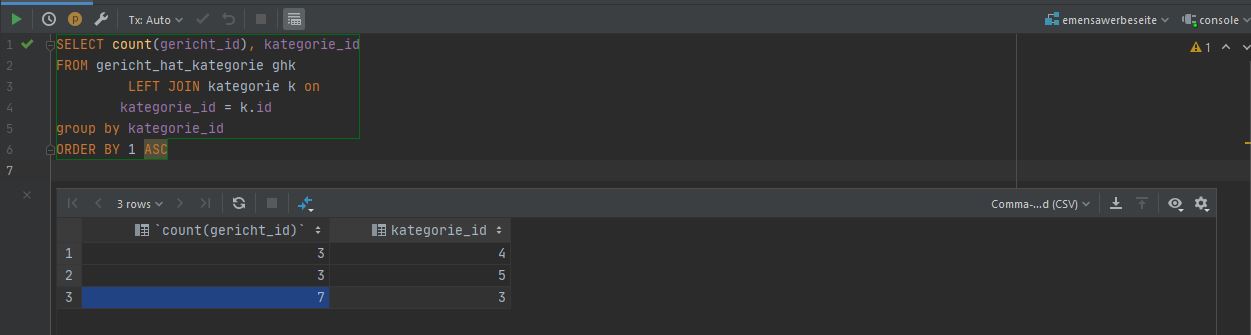 Tx: Auto
emensawerbeseite
console
1 SELECT count(gericht_id), kategorie_id
1
2 FROM gericht_hat_kategorie ghk
3 LEFT JOIN kategorie k on
4 kategorie_id = k.id
5 group by kategorie_id
6 ORDER BY 1 ASC
7
3 rows
Comma-...d (CSV)
`count(gericht_id)` kategorie_id
1 3 4
2 3 5
3 7 3